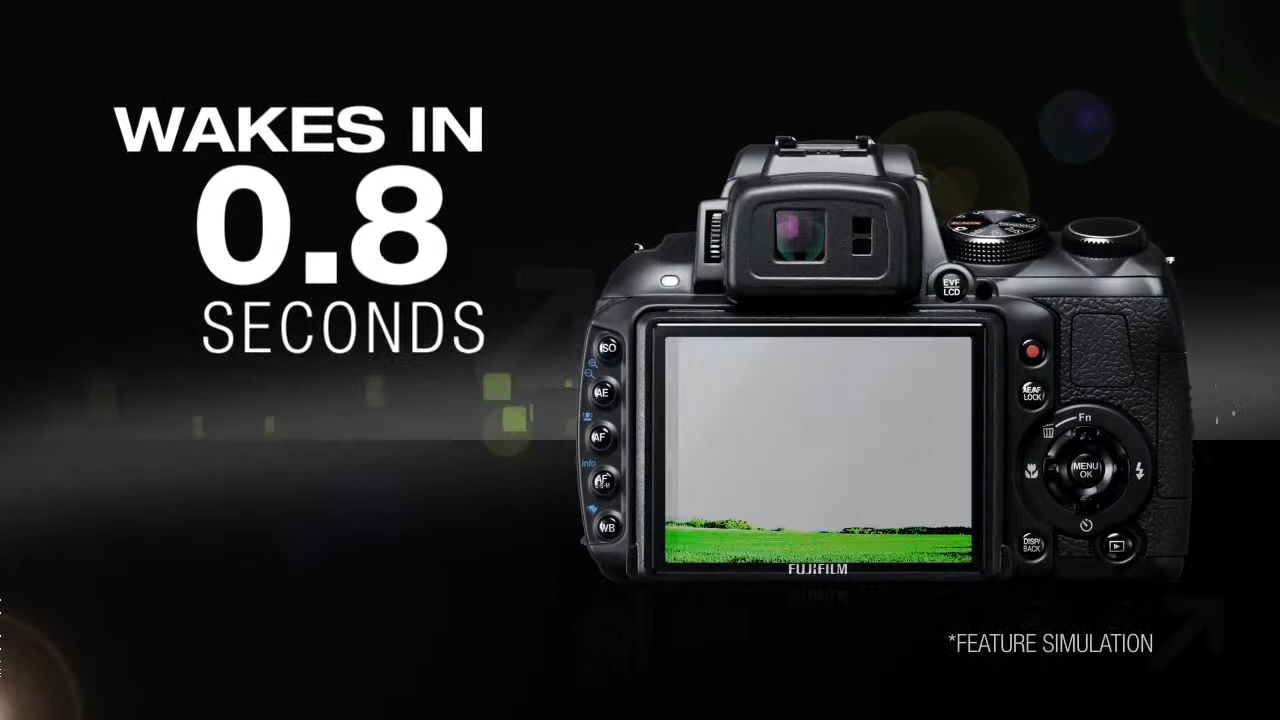 WAKES IN
0.8
SECONDS
EVF
LCD
ISO
AE
AF
info
AF
C-S-M
WB
AE/AF
LOCK
Fn
MENU
OK
DISP/
BACK
FUJIFILM
*FEATURE SIMULATION